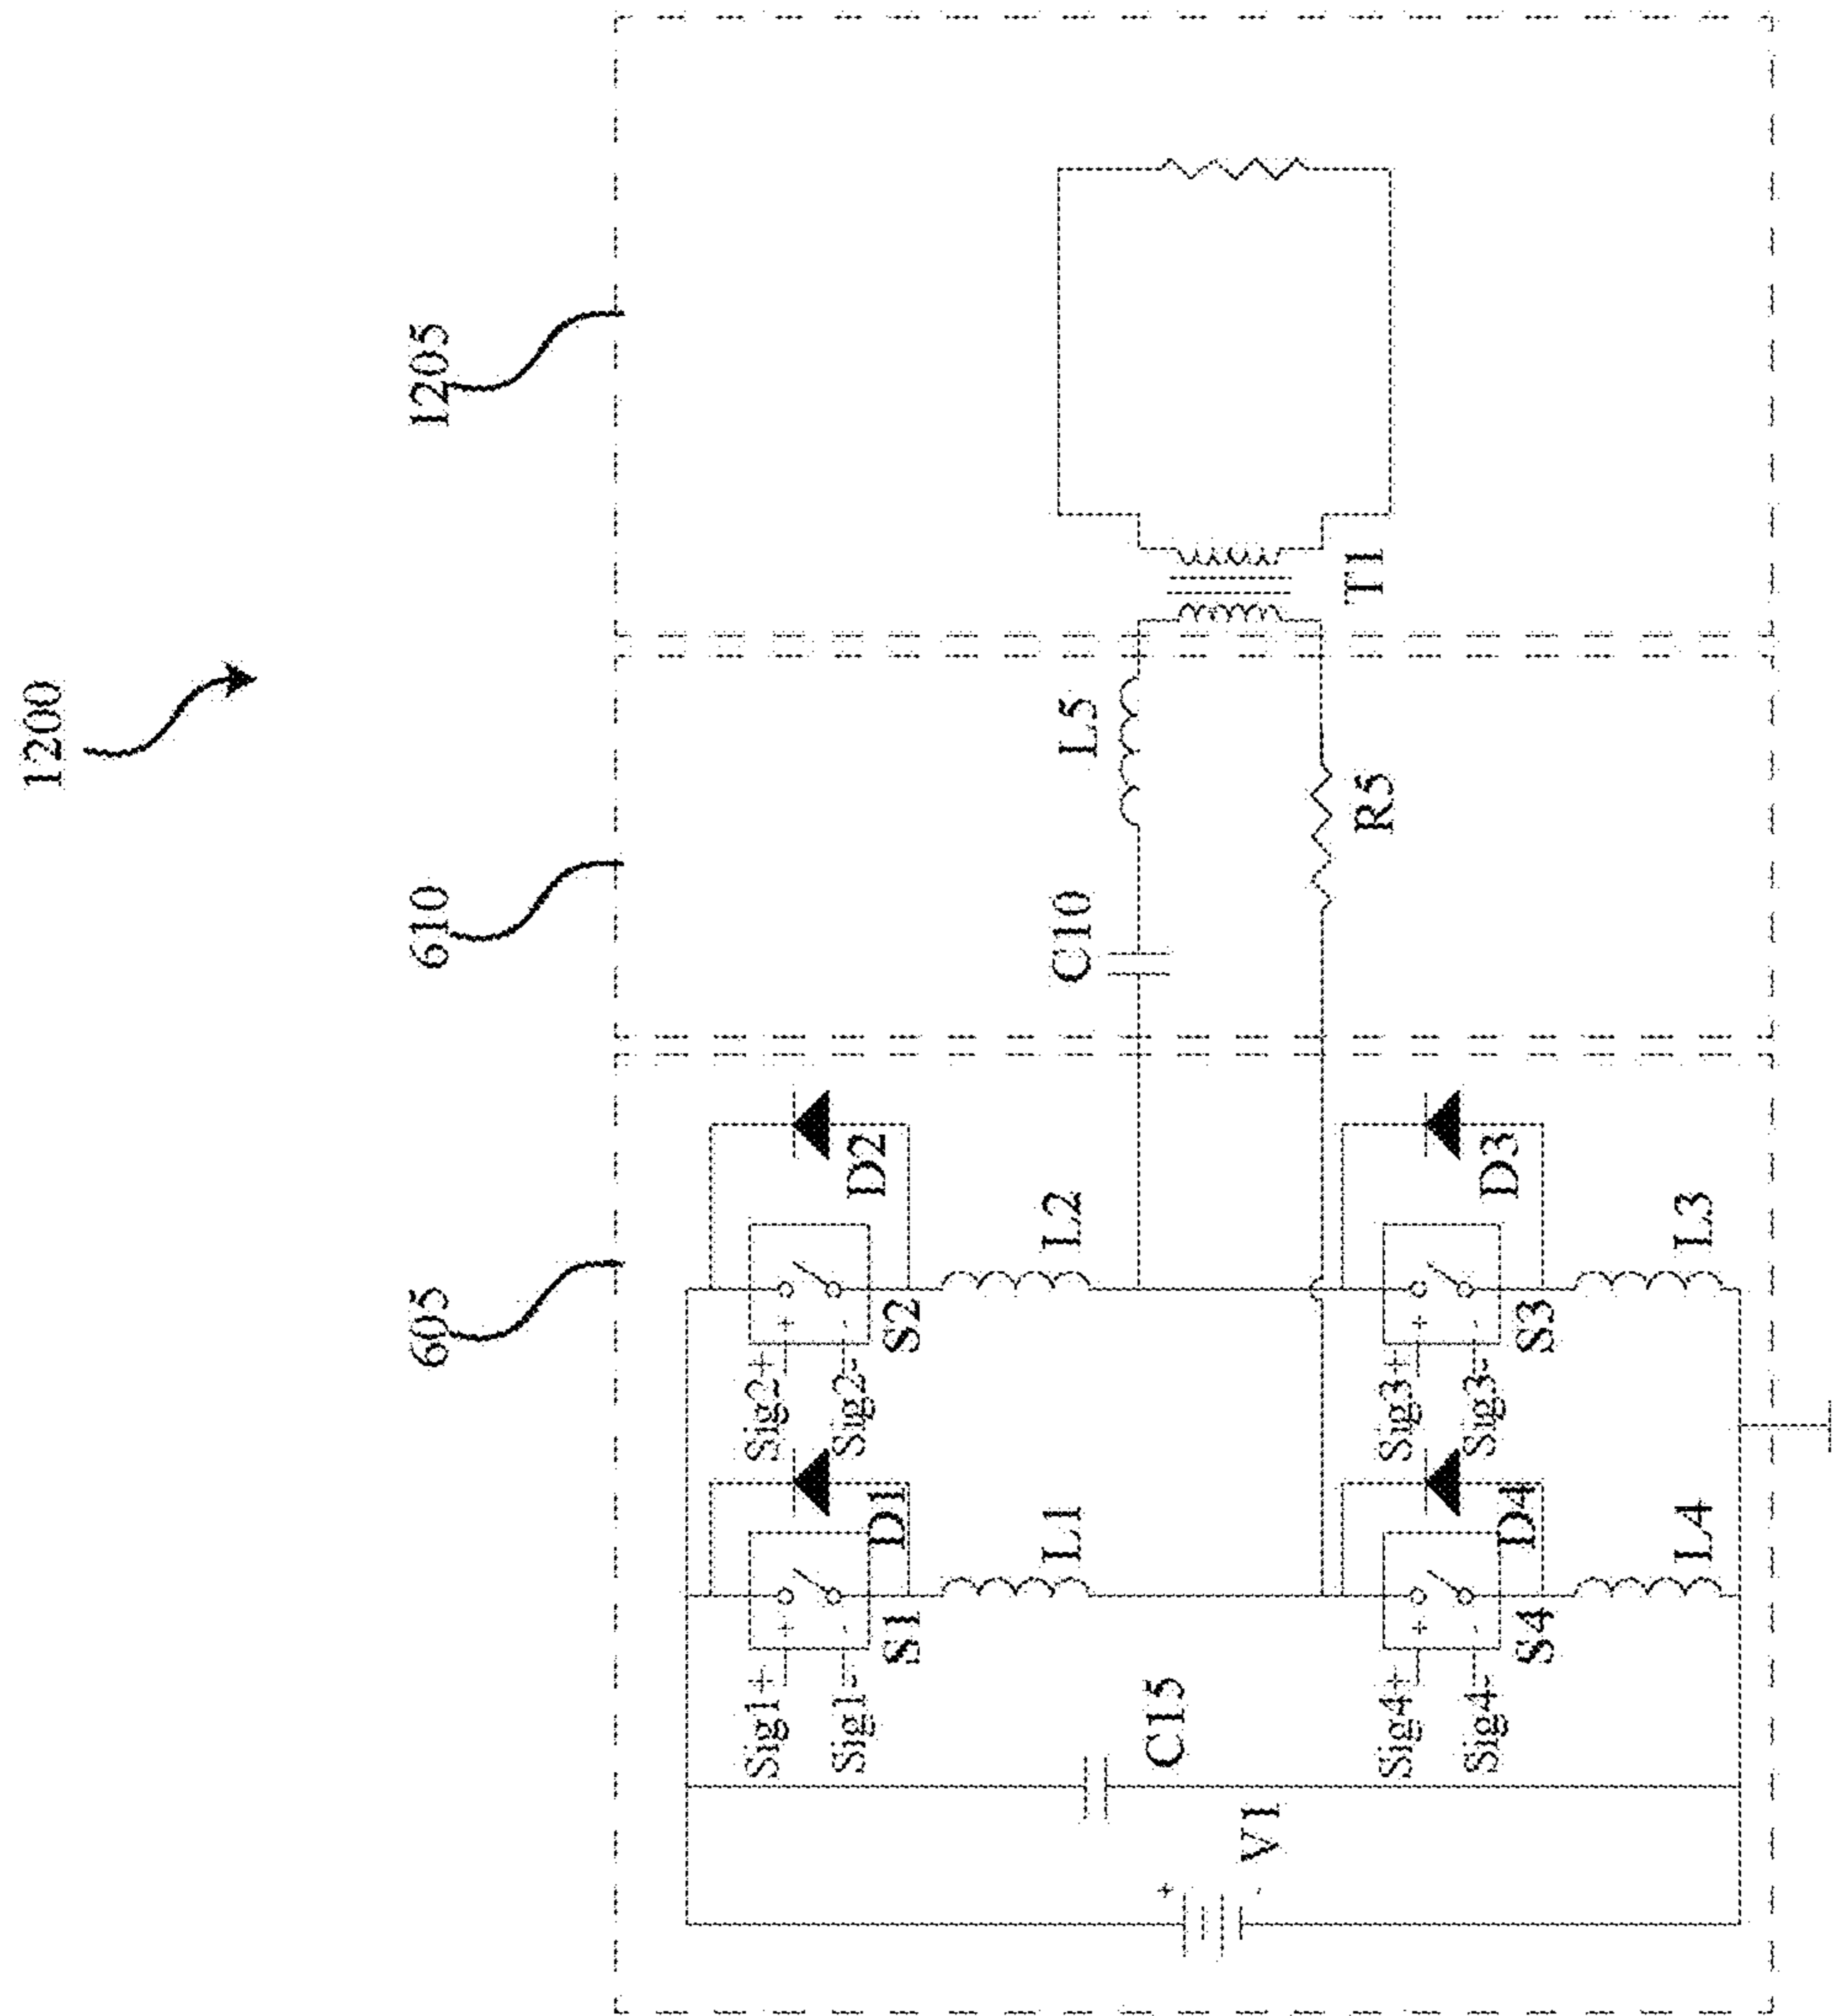 1200
605
610
1205
Sig1+
Sig1-
+
-
S1
D1
L1
Sig2+
Sig2-
+
-
S2
D2
L2
C15
V1
+
-
C10
L5
R5
T1
Sig4+
Sig4-
+
-
S4
D4
L4
Sig3+
Sig3-
+
-
S3
D3
L3